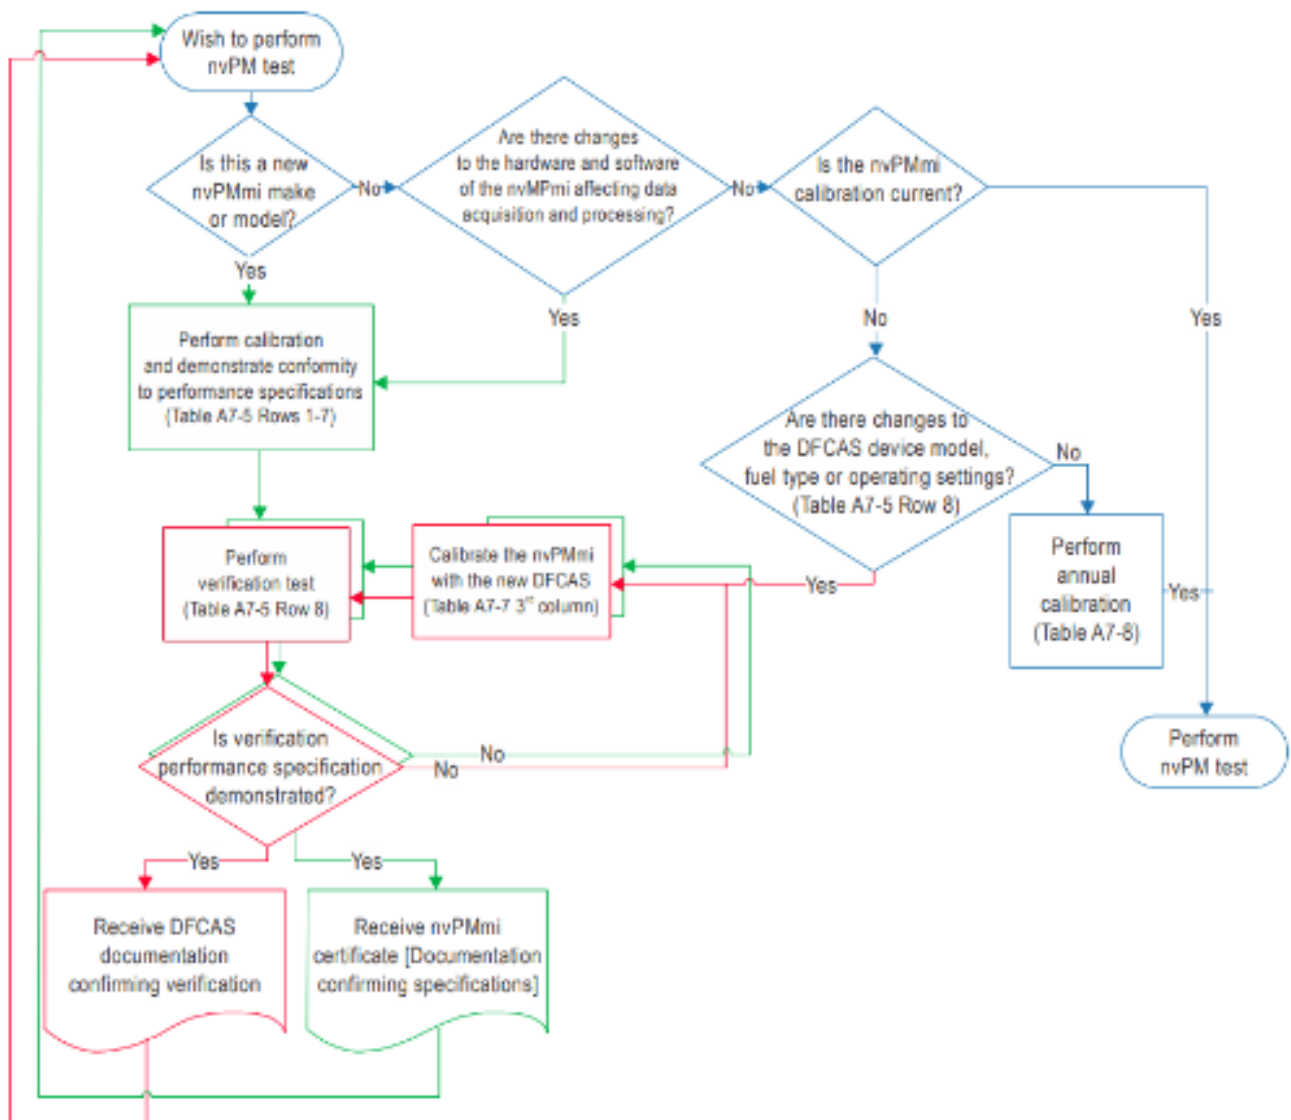 Wish to perform
nvPM test
Is this a new
nvPMmi make
or model?
No
Are there changes
to the hardware and software
of the nvMPmi affecting data
acquisition and processing?
No
Is the nvPMmi
calibration current?
Yes
Yes
No
Yes
Perform calibration
and demonstrate conformity
to performance specifications
(Table A7-5 Rows 1-7)
Are there changes to
the DFCAS device model,
fuel type or operating settings?
(Table A7-5 Row 8)
No
Perform
verification test
(Table A7-5 Row 8)
Calibrate the nvPMmi
with the new DFCAS
(Table A7-7 3rd column)
Yes
Perform
annual
calibration
(Table A7-8)
Yes
Is verification
performance specification
demonstrated?
No
No
Perform
nvPM test
Yes
Yes
Receive DFCAS
documentation
confirming verification
Receive nvPMmi
certificate [Documentation
confirming specifications]